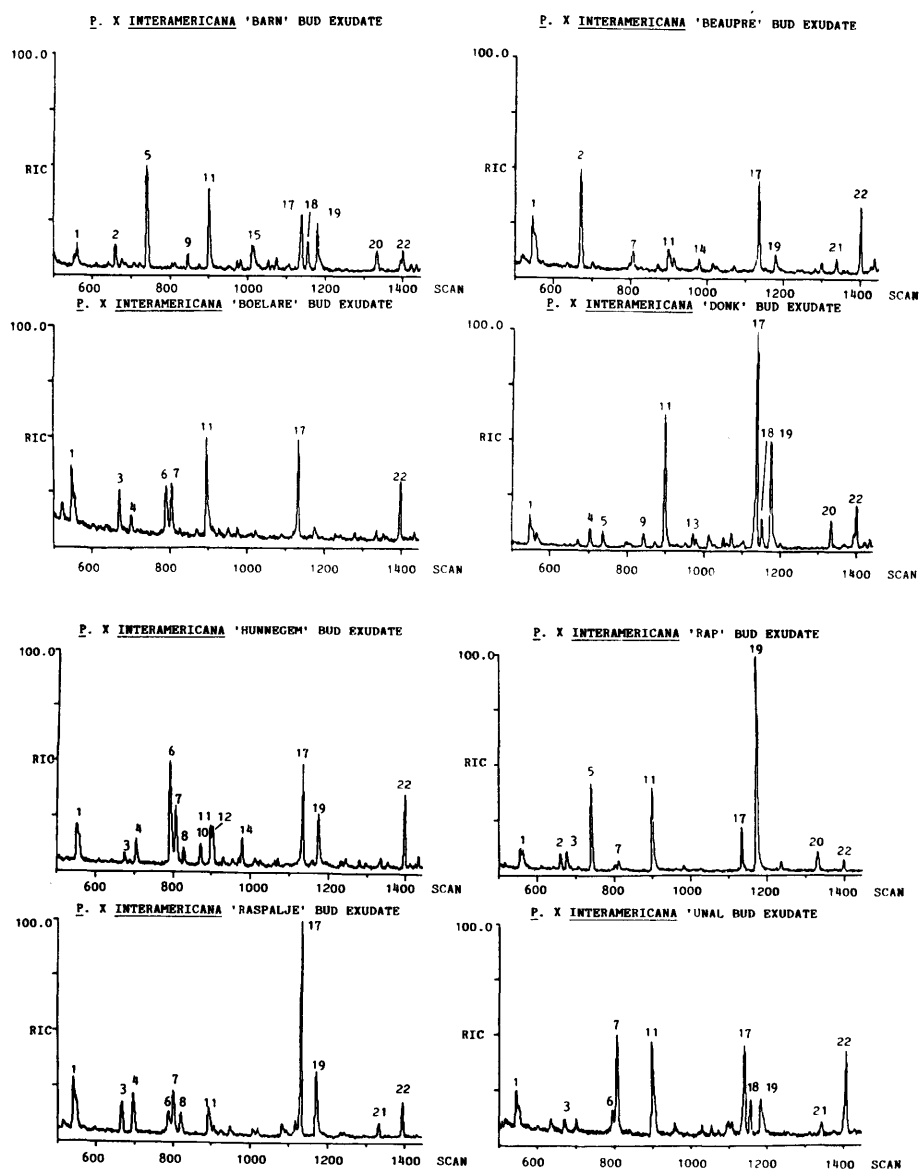 P. X INTERAMERICANA 'BARN' BUD EXUDATE
100.0
RIC
1 2 5 9 11 15 17 18 19 20 22
600 800 1000 1200 1400 SCAN
P. X INTERAMERICANA 'BEAUPRE' BUD EXUDATE
100.0
RIC
1 2 7 11 14 17 19 21 22
600 800 1000 1200 1400 SCAN
P. X INTERAMERICANA 'BOELARE' BUD EXUDATE
100.0
RIC
1 3 4 6 7 11 17 22
600 800 1000 1200 1400 SCAN
P. X INTERAMERICANA 'DONK' BUD EXUDATE
100.0
RIC
1 4 5 9 11 13 17 18 19 20 22
600 800 1000 1200 1400 SCAN
P. X INTERAMERICANA 'HUNNEGEM' BUD EXUDATE
100.0
RIC
1 3 4 6 7 8 10 11 12 14 17 19 22
600 800 1000 1200 1400 SCAN
P. X INTERAMERICANA 'RAP' BUD EXUDATE
100.0
RIC
1 2 3 5 7 11 17 19 20 22
600 800 1000 1200 1400 SCAN
P. X INTERAMERICANA 'RASPALJE' BUD EXUDATE
100.0
RIC
1 3 4 6 7 8 11 17 19 21 22
600 800 1000 1200 1400 SCAN
P. X INTERAMERICANA 'UNAL BUD EXUDATE
100.0
RIC
1 3 6 7 11 17 18 19 21 22
600 800 1000 1200 1400 SCAN